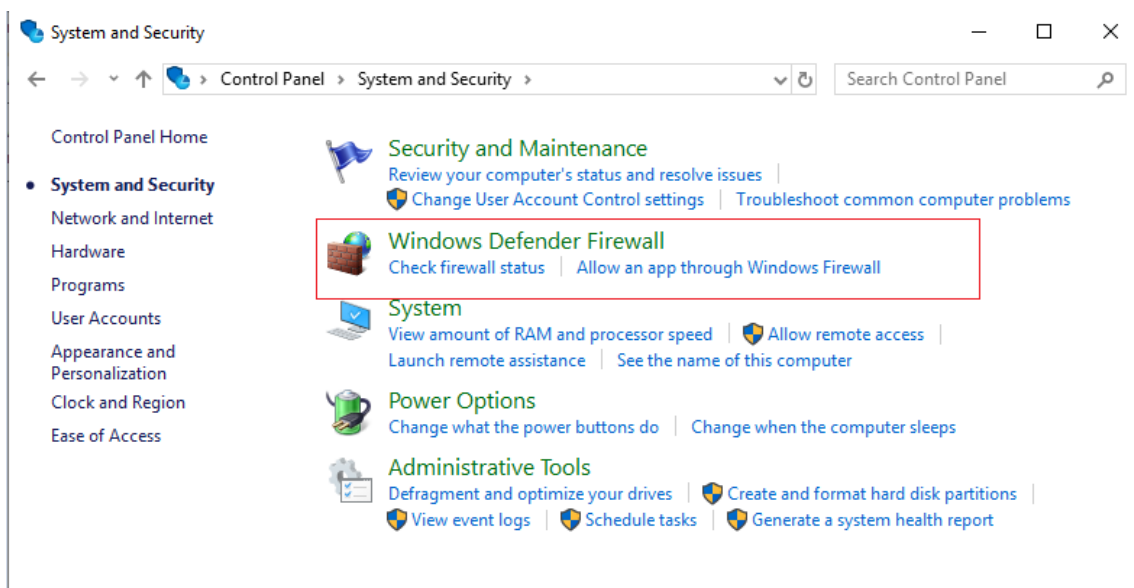 System and Security
Control Panel > System and Security >
Search Control Panel
Control Panel Home
System and Security
Network and Internet
Hardware
Programs
User Accounts
Appearance and
Personalization
Clock and Region
Ease of Access
Security and Maintenance
Review your computer's status and resolve issues
Change User Account Control settings
Troubleshoot common computer problems
Windows Defender Firewall
Check firewall status
Allow an app through Windows Firewall
System
View amount of RAM and processor speed
Allow remote access
Launch remote assistance
See the name of this computer
Power Options
Change what the power buttons do
Change when the computer sleeps
Administrative Tools
Defragment and optimize your drives
Create and format hard disk partitions
View event logs
Schedule tasks
Generate a system health report